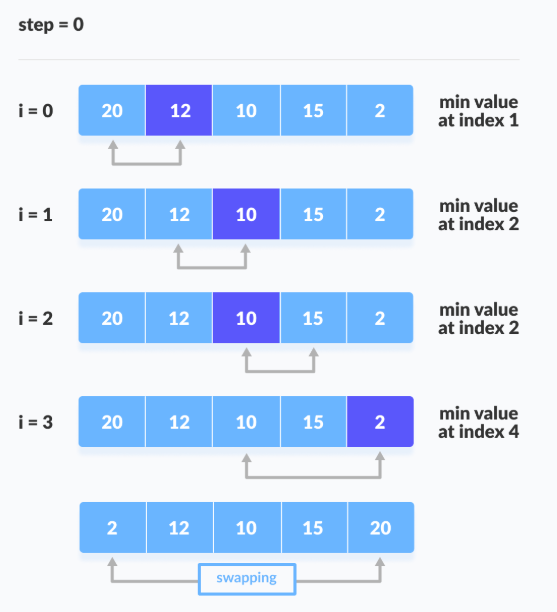 step = 0
i = 0
20 12 10 15 2
min value
at index 1
i = 1
20 12 10 15 2
min value
at index 2
i = 2
20 12 10 15 2
min value
at index 2
i = 3
20 12 10 15 2
min value
at index 4
2 12 10 15 20
swapping